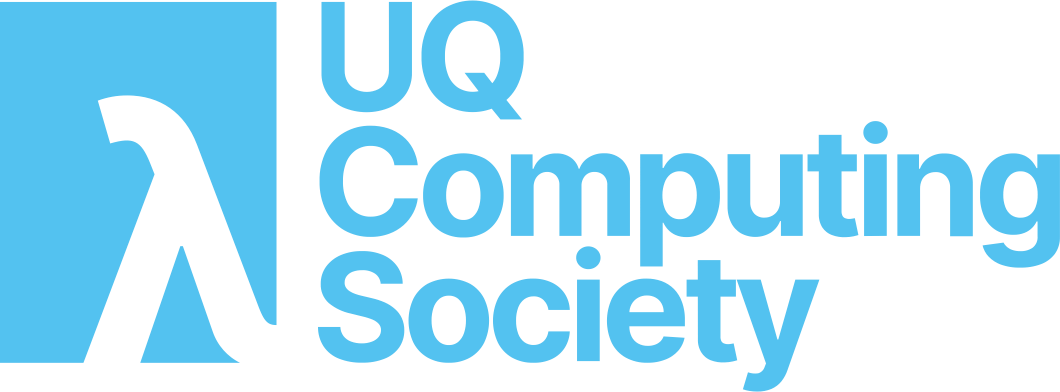 λ
UQ
Computing
Society